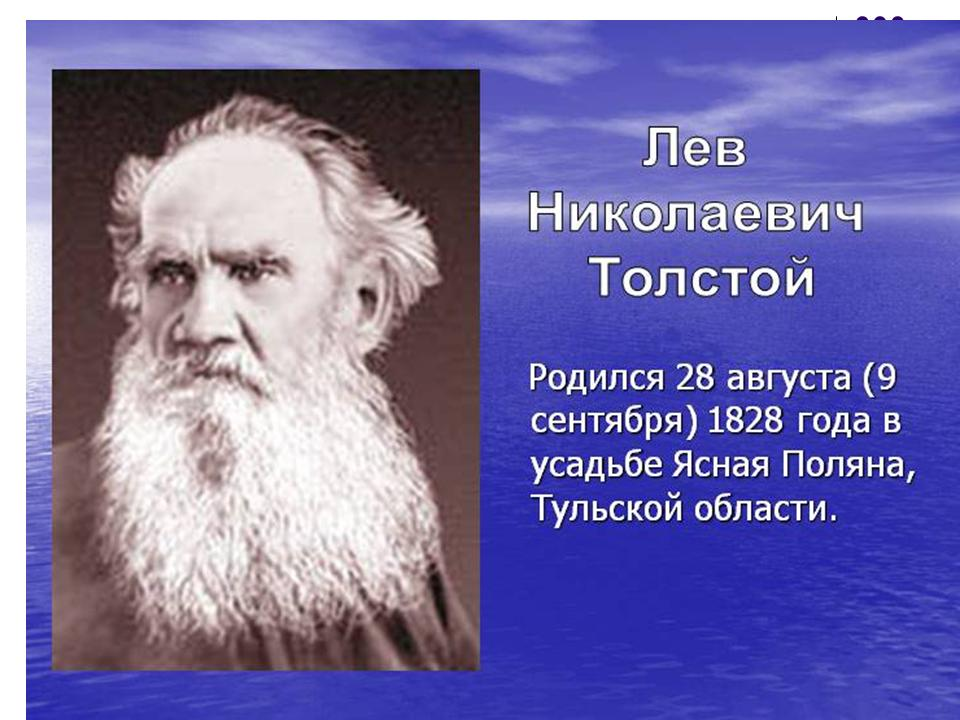 Лев
Николаевич
Толстой
Родился 28 августа (9
сентября) 1828 года в
усадьбе Ясная Поляна,
Тульской области.